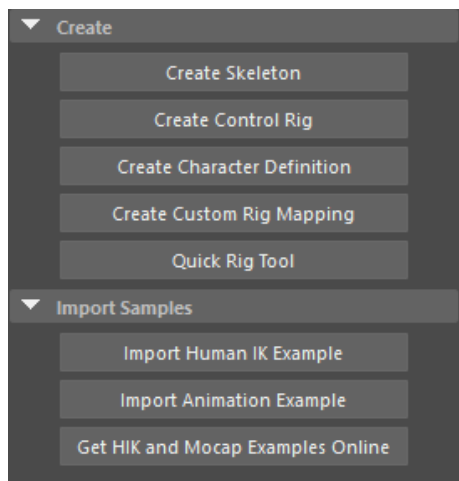 Create
Create Skeleton
Create Control Rig
Create Character Definition
Create Custom Rig Mapping
Quick Rig Tool
Import Samples
Import Human IK Example
Import Animation Example
Get HIK and Mocap Examples Online